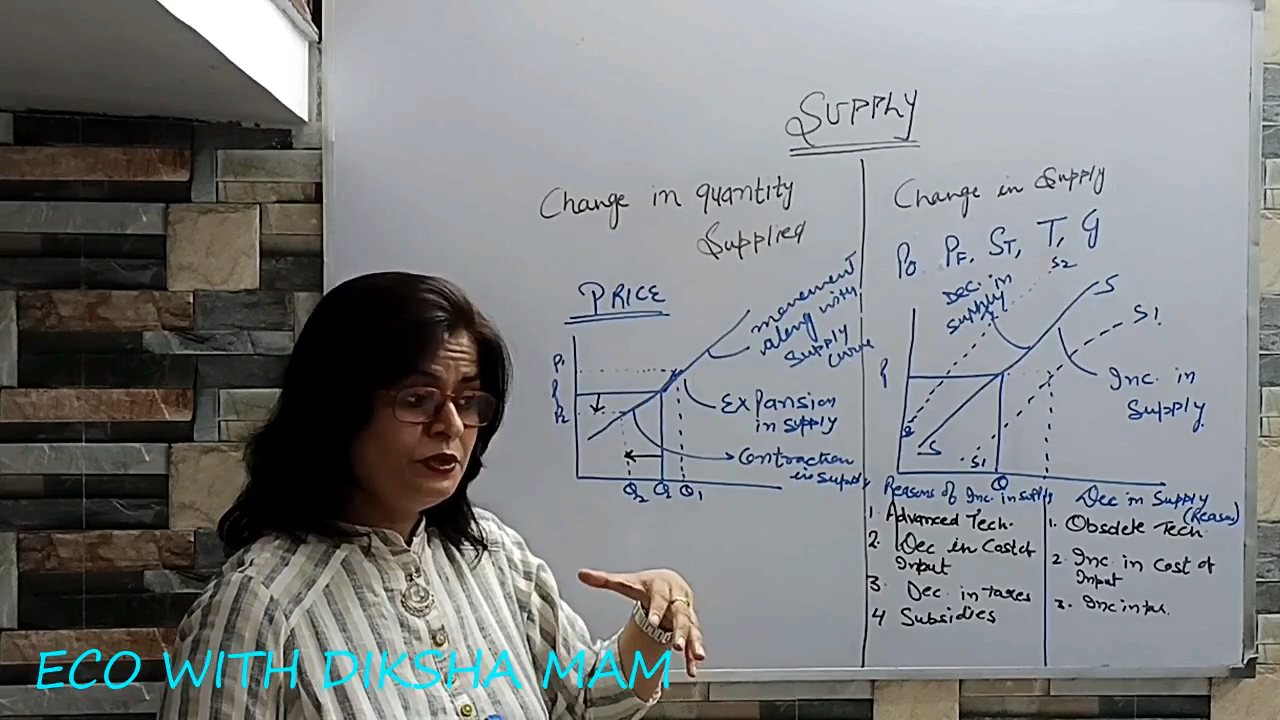 SUPPLY
Change in quantity
Supplied
PRICE
movement
along with
supply
curve
P1
P
P2
Expansion
in supply
Contraction
in supply
Q2 Q Q1
Change in Supply
Po, PF, ST, T, G
S2
Dec. in
supply
S
S1
Inc. in
Supply
P
S
S1
Q
Reasons of Inc. in supply
1. Advanced Tech.
2. Dec in Cost of
Input
3. Dec. in taxes
4 Subsidies
Dec in Supply
(Reason)
1. Obsolete Tech
2. Inc. in cost of
Input
3. Inc in tax.
ECO WITH DIKSHA MAM